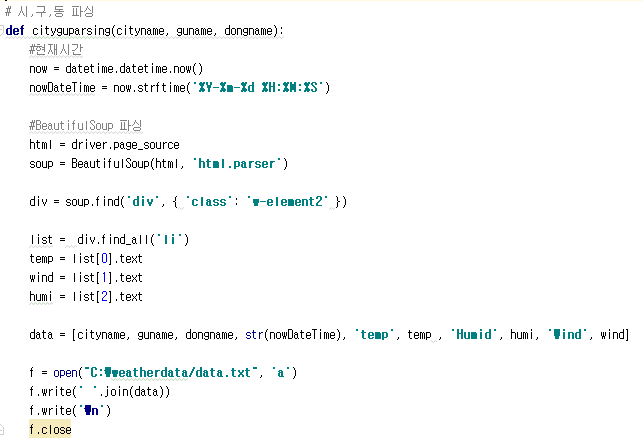 # 시,구,동 파싱
def cityguparsing(cityname, guname, dongname):
#현재시간
now = datetime.datetime.now()
nowDateTime = now.strftime('%Y-%m-%d %H:%M:%S')
#BeautifulSoup 파싱
html = driver.page_source
soup = BeautifulSoup(html, 'html.parser')
div = soup.find('div', { 'class': 'w-element2' })
list = div.find_all('li')
temp = list[0].text
wind = list[1].text
humi = list[2].text
data = [cityname, guname, dongname, str(nowDateTime), 'temp', temp , 'Humid', humi, 'Wind', wind]
f = open("C:₩weatherdata/data.txt", 'a')
f.write(' '.join(data))
f.write('₩n')
f.close